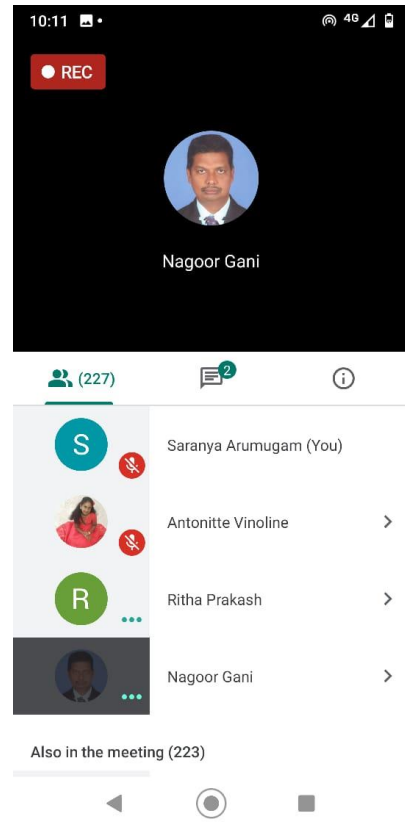 10:11
4G
REC
Nagoor Gani
(227)
2
S
Saranya Arumugam (You)
Antonitte Vinoline
R
Ritha Prakash
Nagoor Gani
Also in the meeting (223)